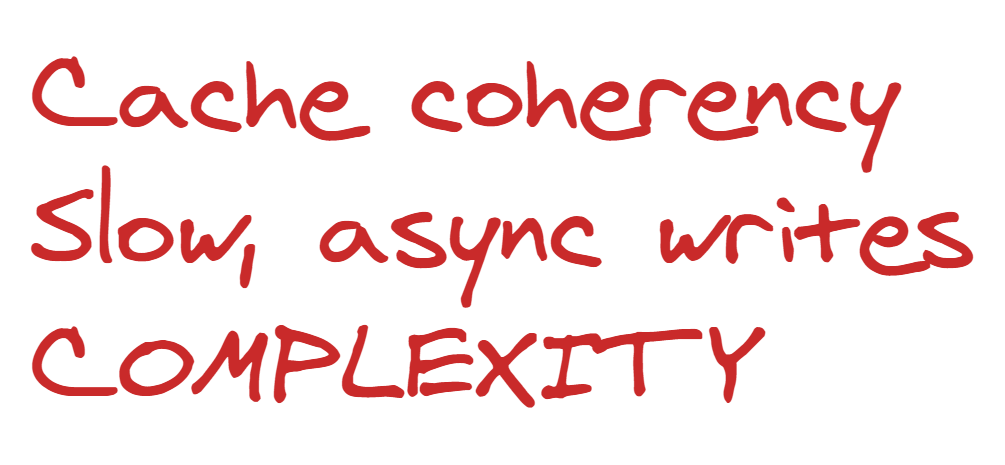 Cache coherency
Slow, async writes
COMPLEXITY